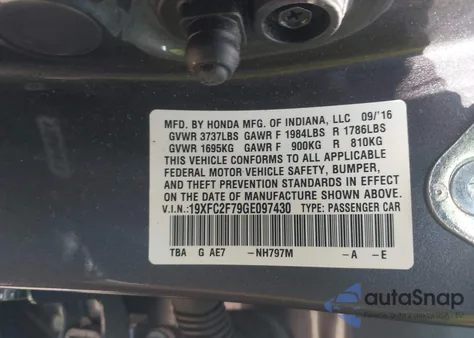 MFD. BY HONDA MFG. OF INDIANA, LLC 09/'16
GVWR 3737LBS GAWR F 1984LBS R 1786LBS
GVWR 1695KG GAWR F 900KG R 810KG
THIS VEHICLE CONFORMS TO ALL APPLICABLE
FEDERAL MOTOR VEHICLE SAFETY, BUMPER,
AND THEFT PREVENTION STANDARDS IN EFFECT
ON THE DATE OF MANUFACTURE SHOWN ABOVE.
V.I.N.:19XFC2F79GE097430 TYPE: PASSENGER CAR
TBA G AE7 -NH797M -A -E
autoSnap